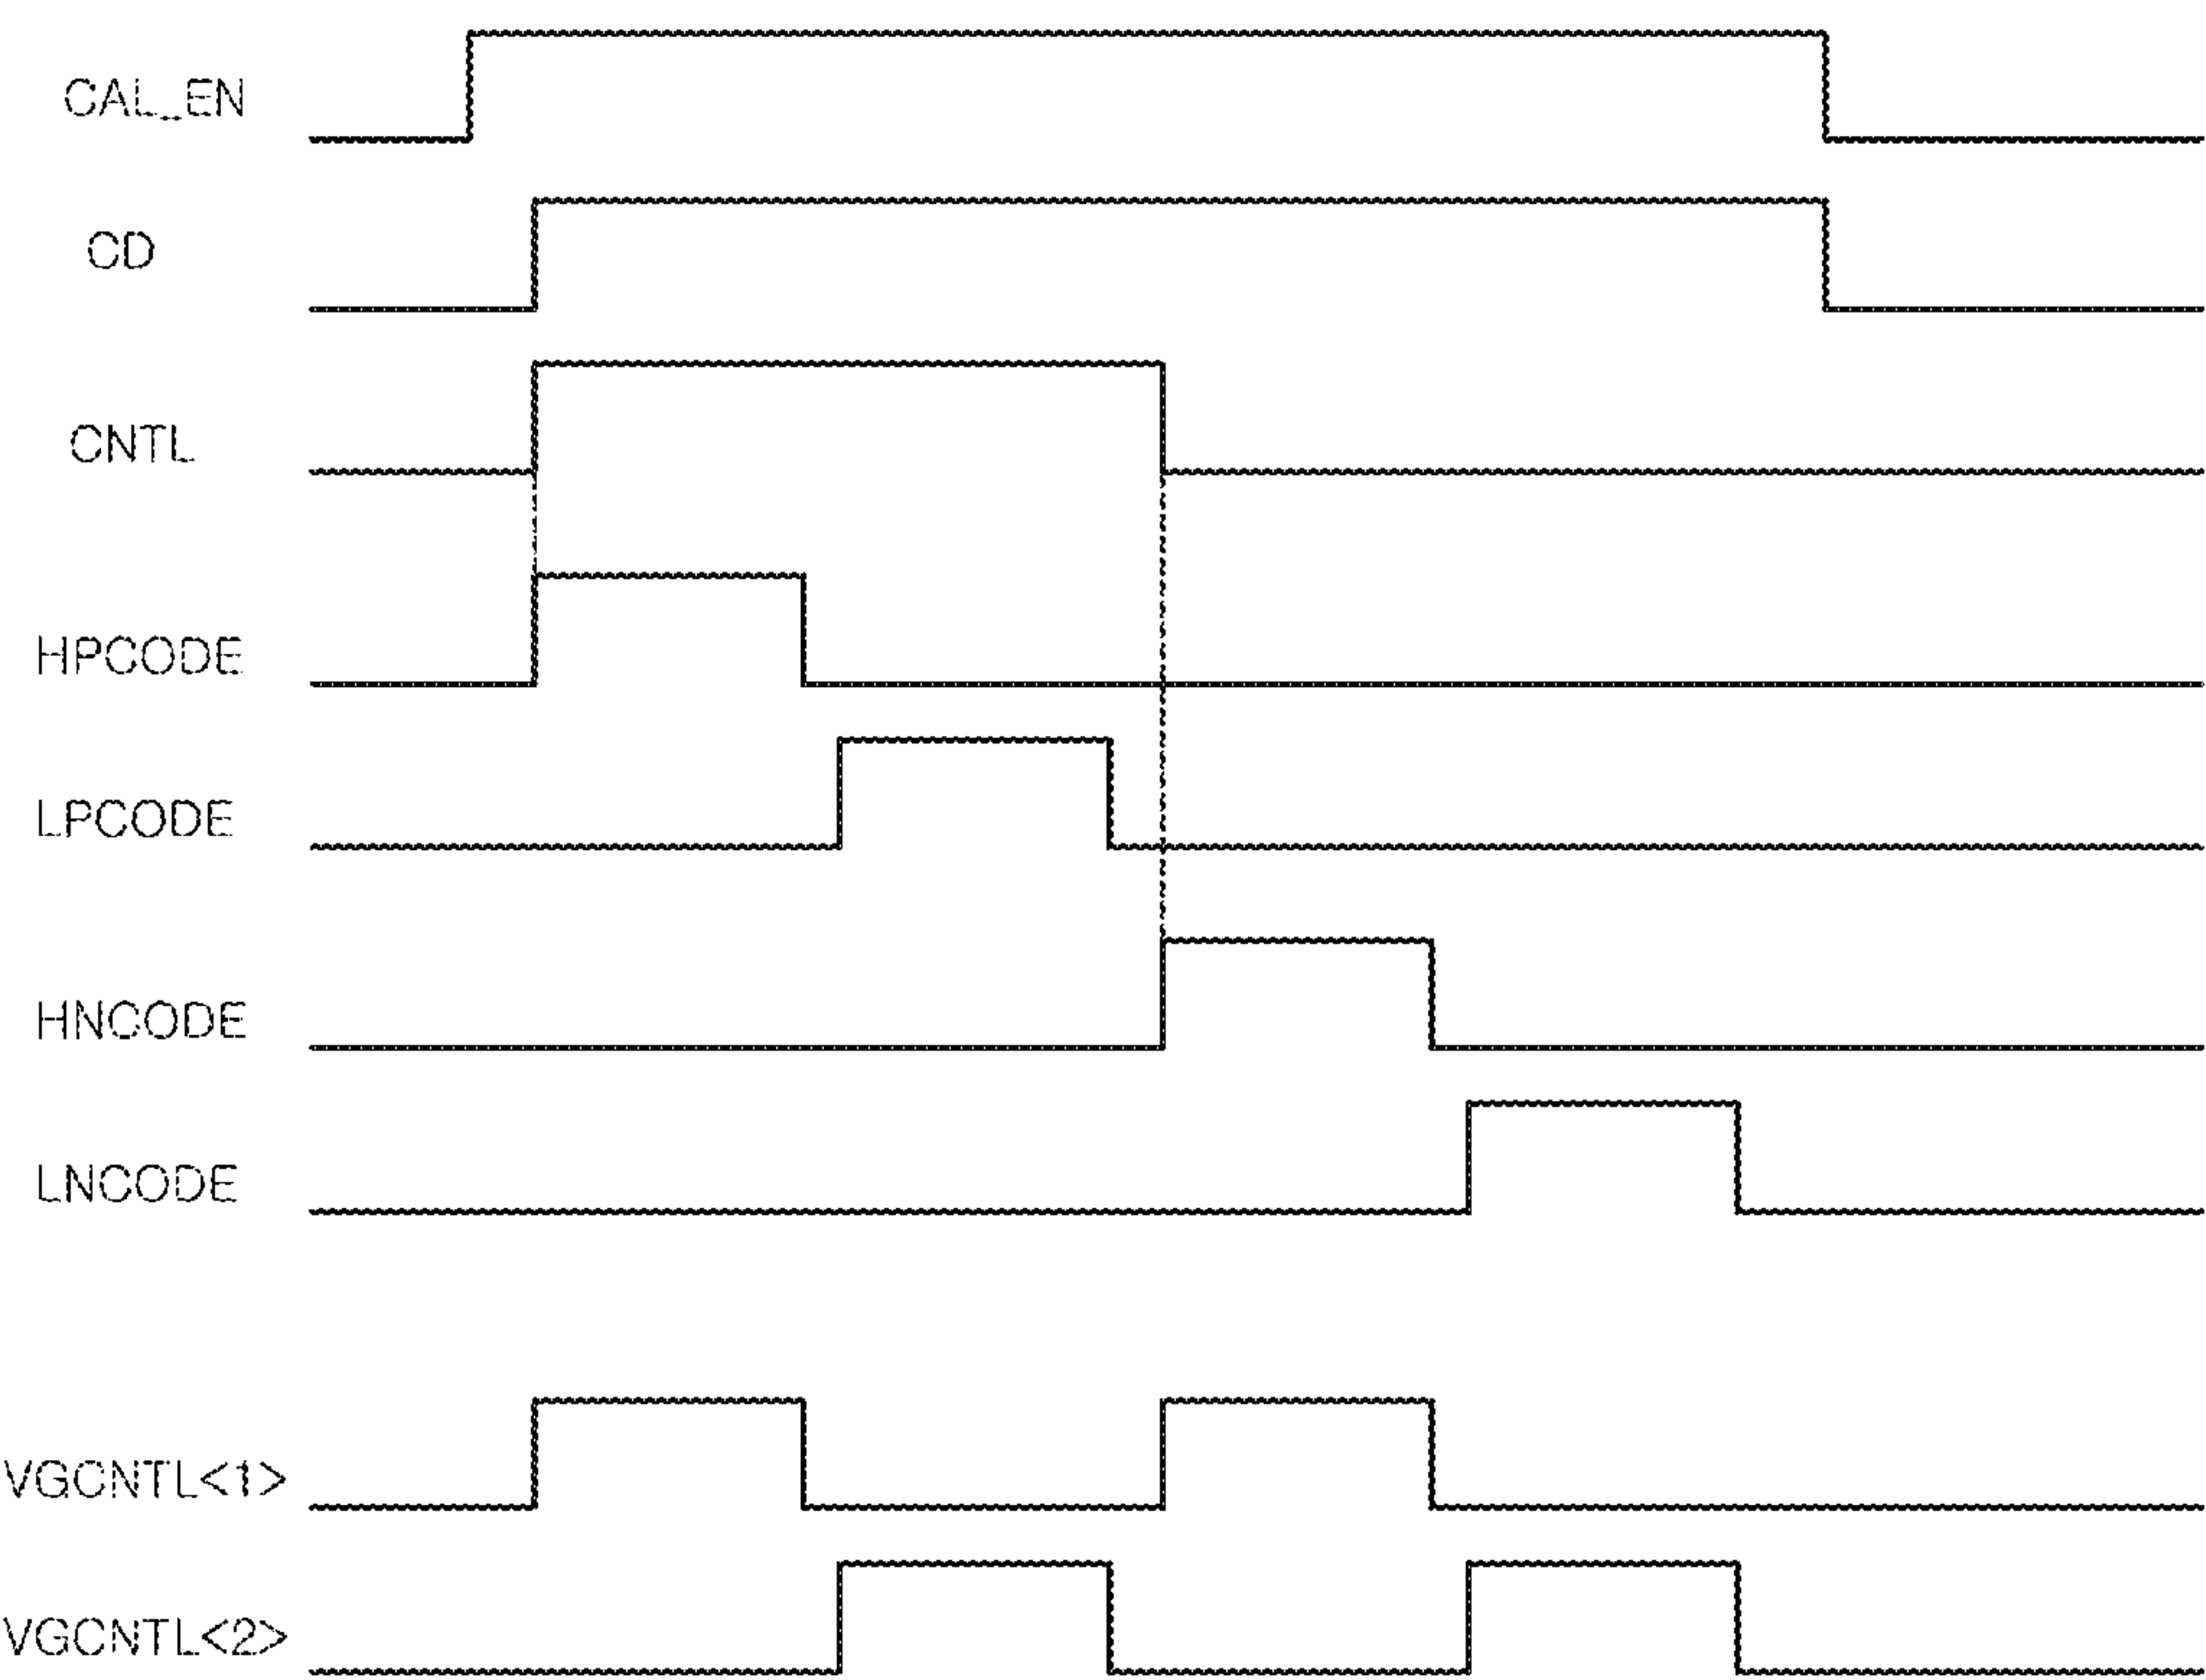 CAL_EN
CD
CNTL
HPCODE
LPCODE
HNCODE
LNCODE
VGCNTL<1>
VGCNTL<2>